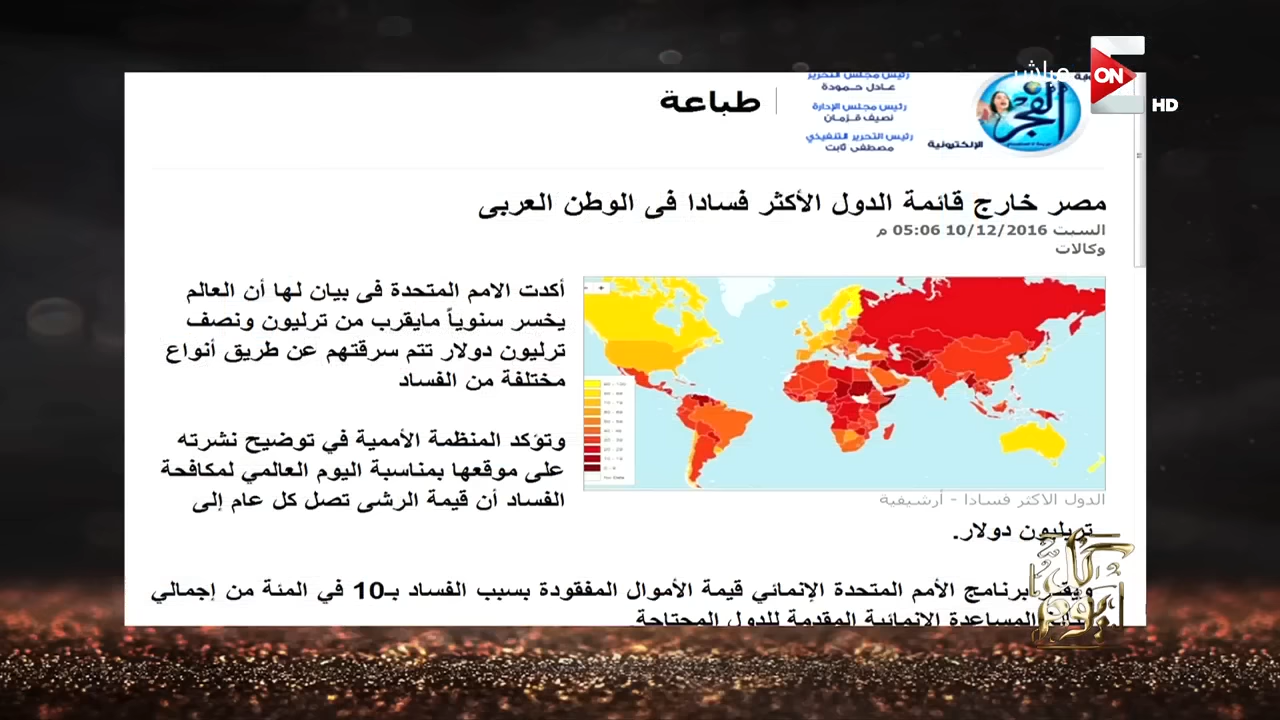 مباشر
ON
HD
رئيس مجلس التحرير
عادل حمودة
رئيس مجلس الإدارة
نصيف قزمان
رئيس التحرير التنفيذي
مصطفى ثابت
الفجر
الإلكترونية
طباعة
مصر خارج قائمة الدول الأكثر فسادا فى الوطن العربى
السبت 10/12/2016 05:06 م
وكالات
أكدت الامم المتحدة فى بيان لها أن العالم
يخسر سنوياً مايقرب من ترليون ونصف
ترليون دولار تتم سرقتهم عن طريق أنواع
مختلفة من الفساد
وتؤكد المنظمة الأممية في توضيح نشرته
على موقعها بمناسبة اليوم العالمي لمكافحة
الفساد أن قيمة الرشى تصل كل عام إلى
تريليون دولار.
الدول الاكثر فسادا - أرشيفية
برنامج الأمم المتحدة الإنمائي قيمة الأموال المفقودة بسبب الفساد بـ10 في المئة من إجمالي
المساعدة الإنمائية المقدمة للدول المحتاجة
كل يوم